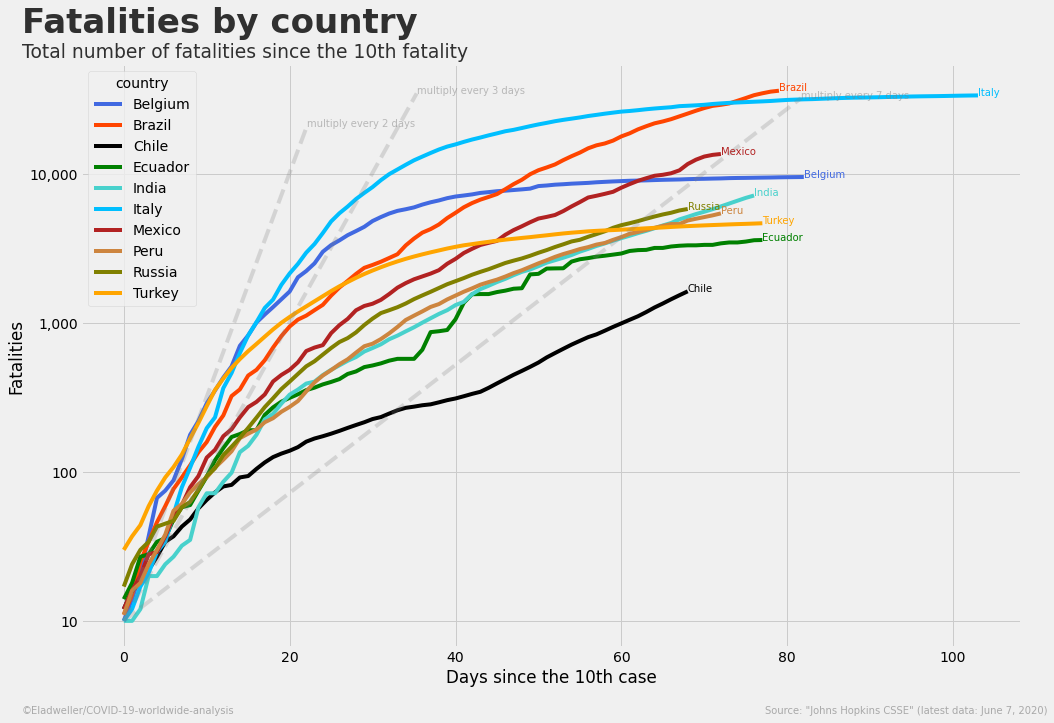 Fatalities by country
Total number of fatalities since the 10th fatality
country
Belgium
Brazil
Chile
Ecuador
India
Italy
Mexico
Peru
Russia
Turkey
multiply every 3 days
multiply every 2 days
Brazil
multiply every 7 days
Italy
Mexico
Belgium
India
Russia
Peru
Turkey
Ecuador
Chile
Fatalities
10,000
1,000
100
10
0 20 40 60 80 100
Days since the 10th case
©Eladweller/COVID-19-worldwide-analysis
Source: "Johns Hopkins CSSE" (latest data: June 7, 2020)